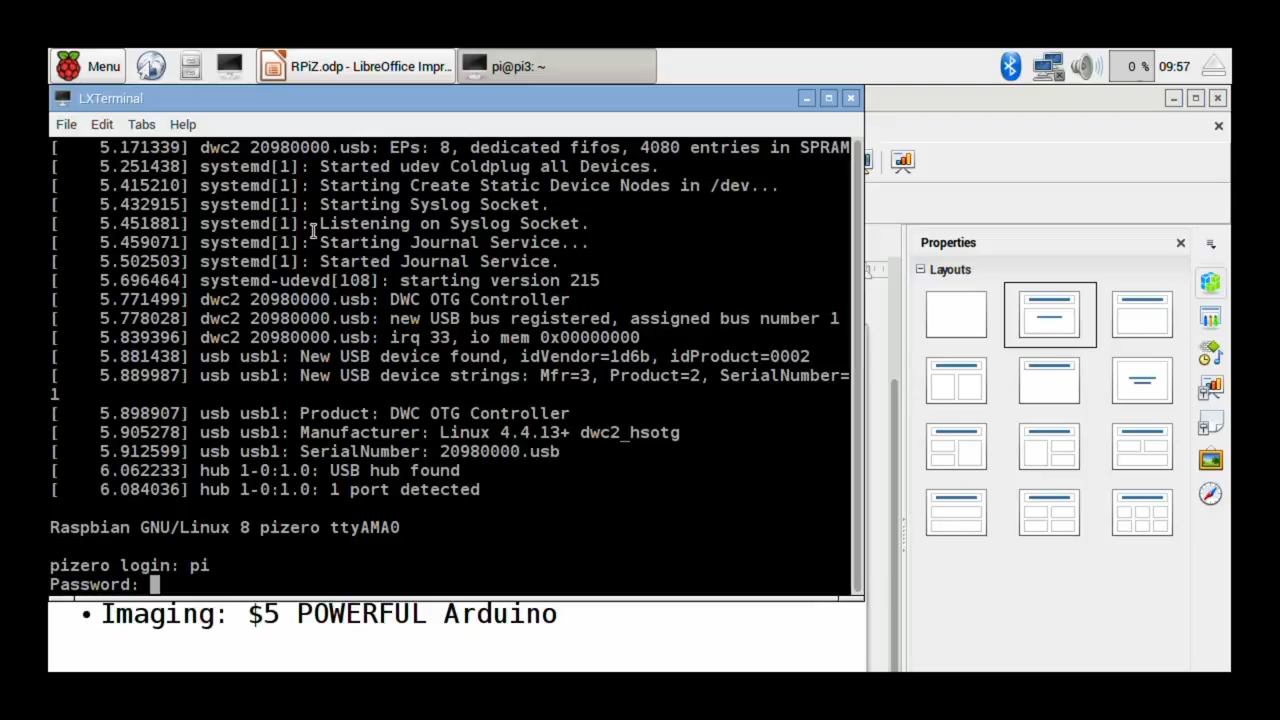 Menu
RPiZ.odp - LibreOffice Impr...
pi@pi3: ~
0 %
09:57
LXTerminal
File Edit Tabs Help
[    5.171339] dwc2 20980000.usb: EPs: 8, dedicated fifos, 4080 entries in SPRAM
[    5.251438] systemd[1]: Started udev Coldplug all Devices.
[    5.415210] systemd[1]: Starting Create Static Device Nodes in /dev...
[    5.432915] systemd[1]: Starting Syslog Socket.
[    5.451881] systemd[1]: Listening on Syslog Socket.
[    5.459071] systemd[1]: Starting Journal Service...
[    5.502503] systemd[1]: Started Journal Service.
[    5.696464] systemd-udevd[108]: starting version 215
[    5.771499] dwc2 20980000.usb: DWC OTG Controller
[    5.778028] dwc2 20980000.usb: new USB bus registered, assigned bus number 1
[    5.839396] dwc2 20980000.usb: irq 33, io mem 0x00000000
[    5.881438] usb usb1: New USB device found, idVendor=1d6b, idProduct=0002
[    5.889987] usb usb1: New USB device strings: Mfr=3, Product=2, SerialNumber=
1
[    5.898907] usb usb1: Product: DWC OTG Controller
[    5.905278] usb usb1: Manufacturer: Linux 4.4.13+ dwc2_hsotg
[    5.912599] usb usb1: SerialNumber: 20980000.usb
[    6.062233] hub 1-0:1.0: USB hub found
[    6.084036] hub 1-0:1.0: 1 port detected
Raspbian GNU/Linux 8 pizero ttyAMA0
pizero login: pi
Password:
• Imaging: $5 POWERFUL Arduino
Properties
Layouts